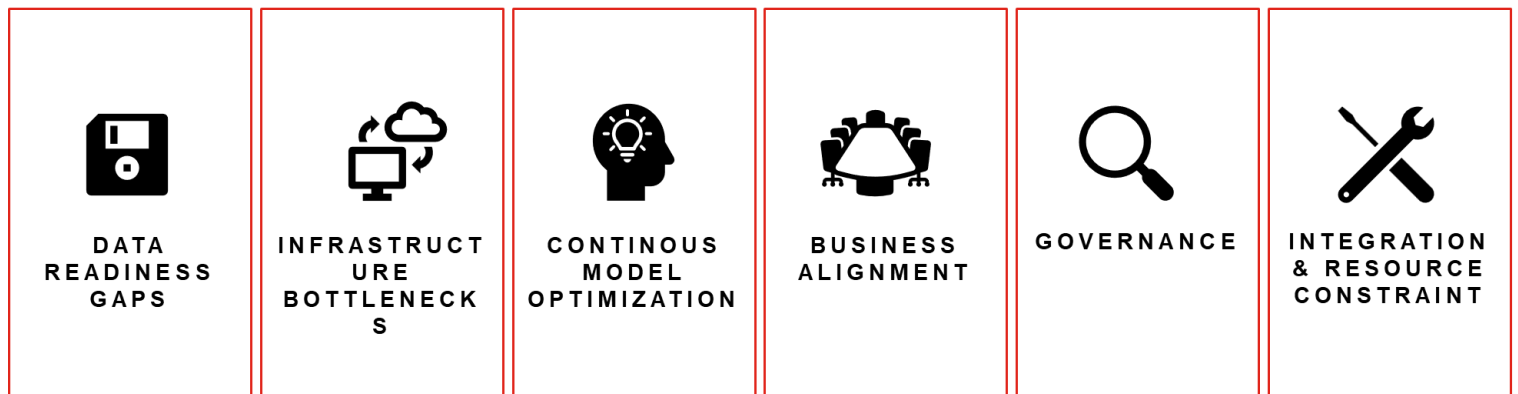 DATA
READINESS
GAPS
INFRASTRUCT
URE
BOTTLENECK
S
CONTINOUS
MODEL
OPTIMIZATION
BUSINESS
ALIGNMENT
GOVERNANCE
INTEGRATION
& RESOURCE
CONSTRAINT